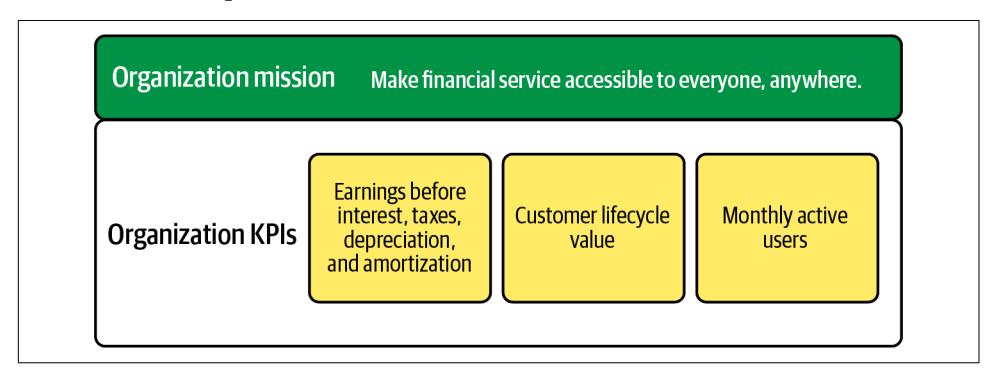 Organization mission
Make financial service accessible to everyone, anywhere.
Organization KPIs
Earnings before
interest, taxes,
depreciation,
and amortization
Customer lifecycle
value
Monthly active
users